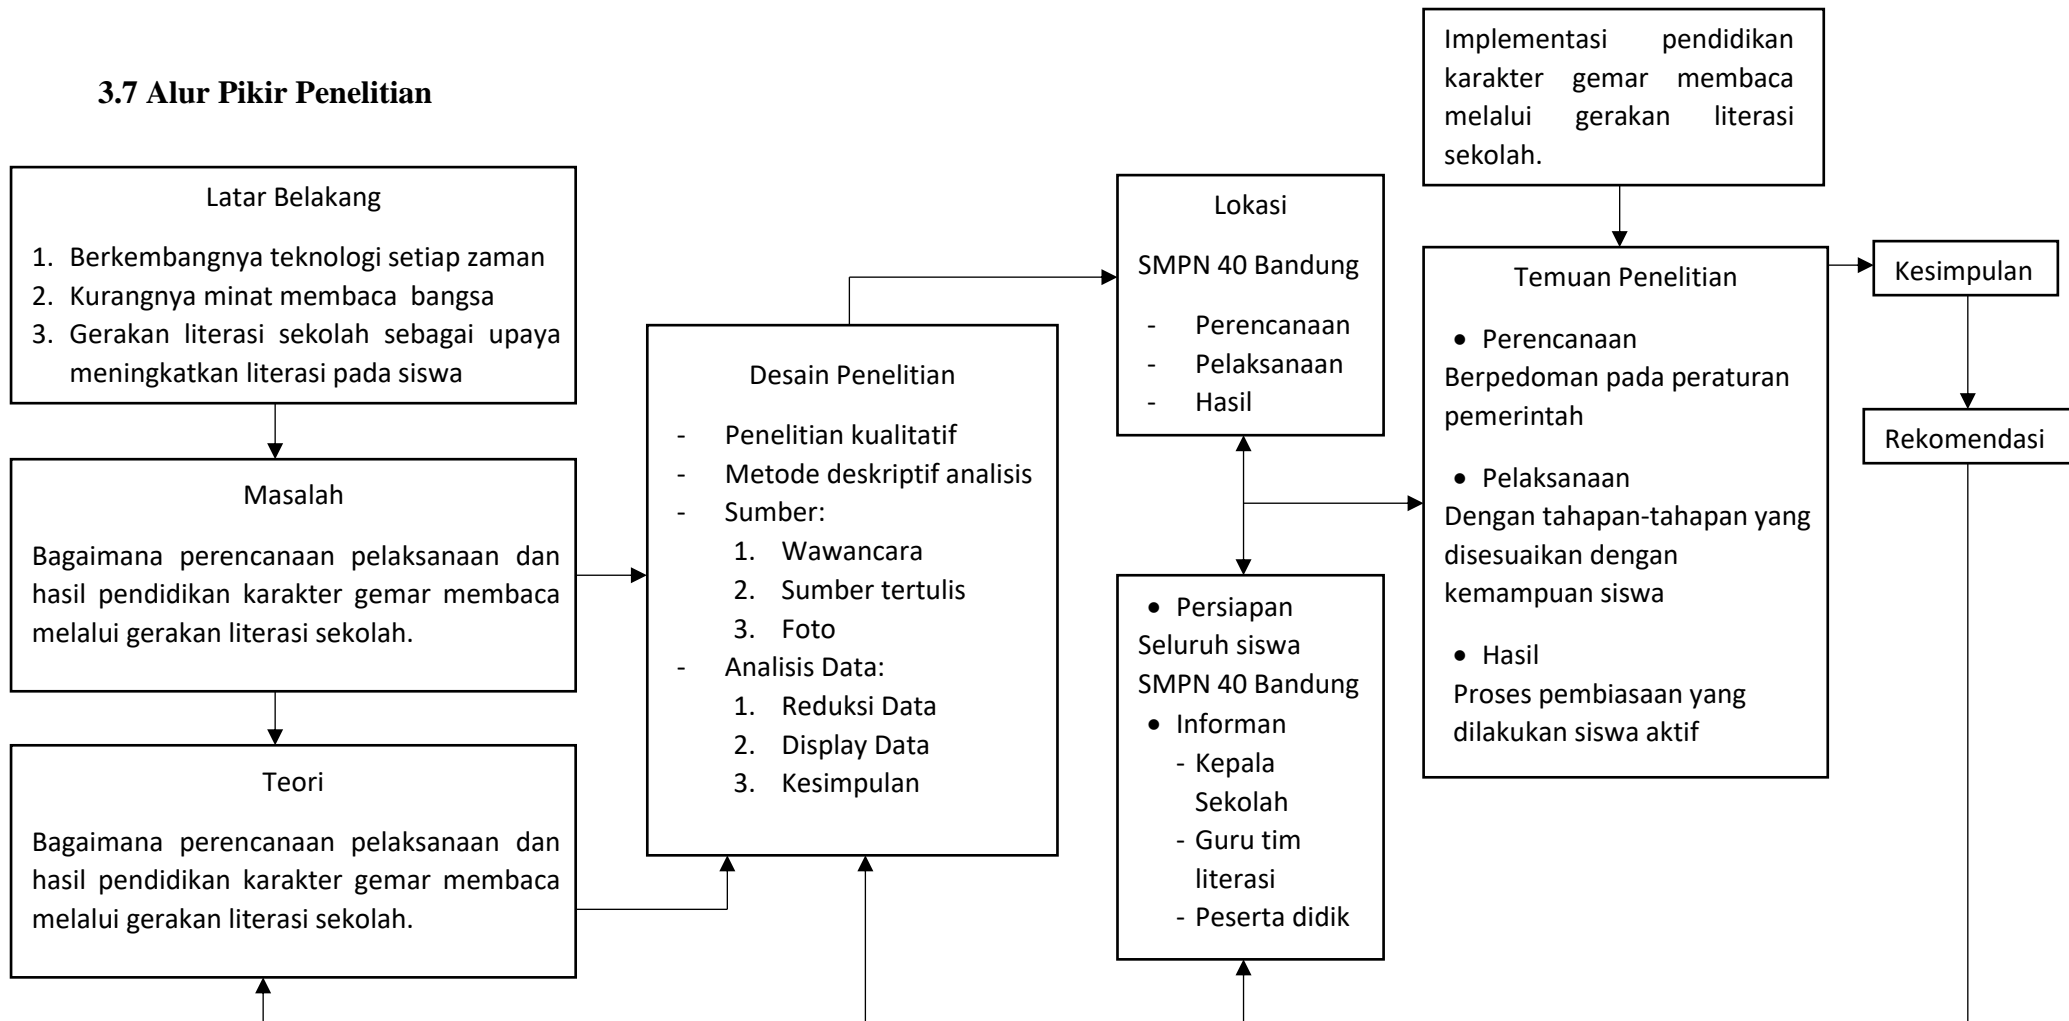 3.7 Alur Pikir Penelitian
Latar Belakang
1. Berkembangnya teknologi setiap zaman
2. Kurangnya minat membaca bangsa
3. Gerakan literasi sekolah sebagai upaya
meningkatkan literasi pada siswa
Masalah
Bagaimana perencanaan pelaksanaan dan
hasil pendidikan karakter gemar membaca
melalui gerakan literasi sekolah.
Teori
Bagaimana perencanaan pelaksanaan dan
hasil pendidikan karakter gemar membaca
melalui gerakan literasi sekolah.
Desain Penelitian
- Penelitian kualitatif
- Metode deskriptif analisis
- Sumber:
1. Wawancara
2. Sumber tertulis
3. Foto
- Analisis Data:
1. Reduksi Data
2. Display Data
3. Kesimpulan
Lokasi
SMPN 40 Bandung
- Perencanaan
- Pelaksanaan
- Hasil
• Persiapan
Seluruh siswa
SMPN 40 Bandung
• Informan
- Kepala
Sekolah
- Guru tim
literasi
- Peserta didik
Implementasi pendidikan
karakter gemar membaca
melalui gerakan literasi
sekolah.
Temuan Penelitian
• Perencanaan
Berpedoman pada peraturan
pemerintah
• Pelaksanaan
Dengan tahapan-tahapan yang
disesuaikan dengan
kemampuan siswa
• Hasil
Proses pembiasaan yang
dilakukan siswa aktif
Kesimpulan
Rekomendasi